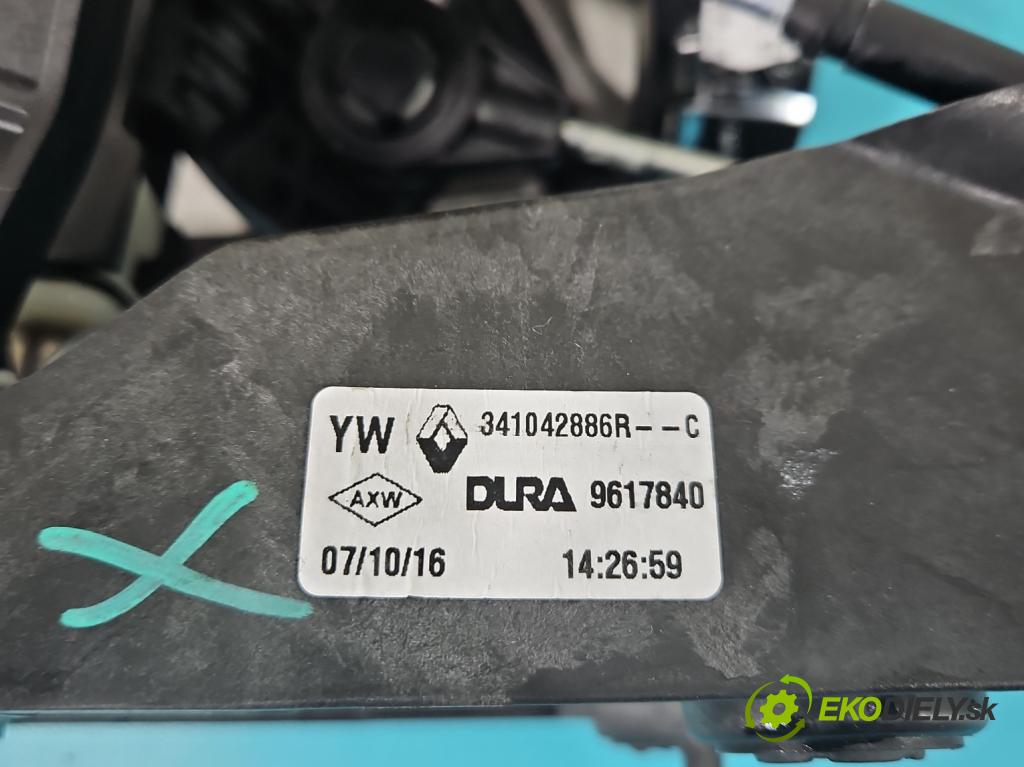 YW 341042886R--C
AXW DURA 9617840
07/10/16 14:26:59
EKODIELY.sk